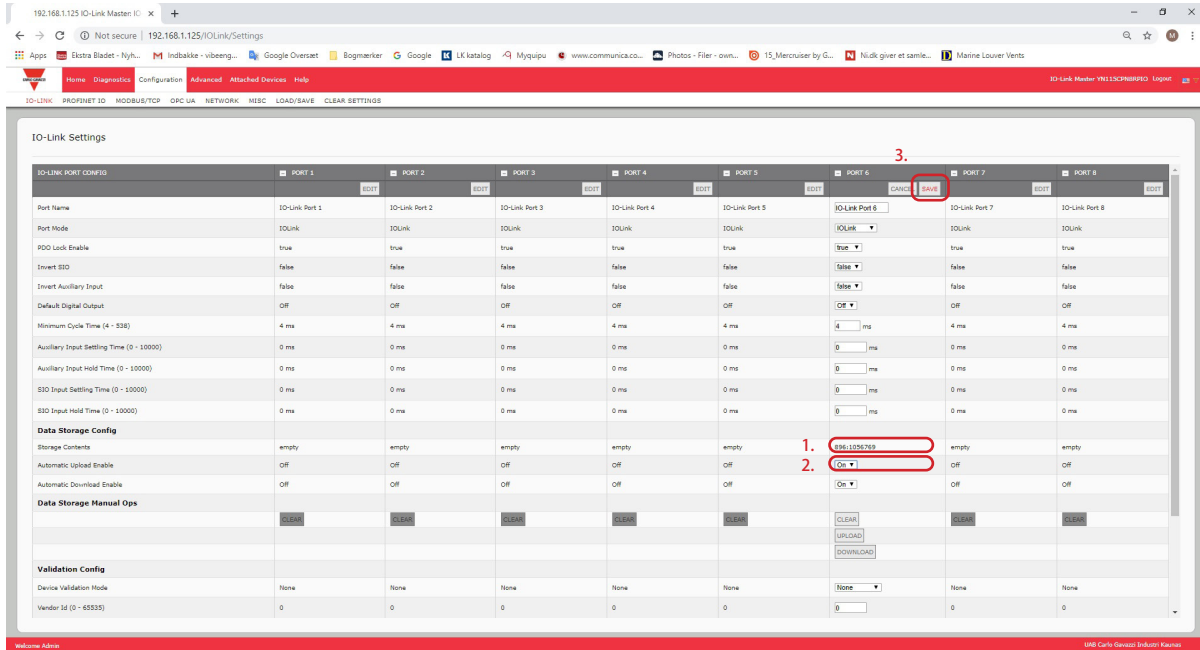 192.168.1.125 IO-Link Master: IO
Not secure | 192.168.1.125/IOLink/Settings
Apps Ekstra Bladet - Nyh... Indbakke - vibeeng... Google Oversæt Bogmærker Google LK katalog Myquipu www.communica.co... Photos - Filer - own... 15_Mercruiser by G... Ni.dk giver et samle... Marine Louver Vents
CARLO GAVAZZI
Home Diagnostics Configuration Advanced Attached Devices Help IO-Link Master YN115CPN8RPIO Logout
IO-LINK PROFINET IO MODBUS/TCP OPC UA NETWORK MISC LOAD/SAVE CLEAR SETTINGS
IO-Link Settings
3.
IO-LINK PORT CONFIG PORT 1 PORT 2 PORT 3 PORT 4 PORT 5 PORT 6 PORT 7 PORT 8
EDIT EDIT EDIT EDIT EDIT CANCEL SAVE EDIT EDIT
Port Name IO-Link Port 1 IO-Link Port 2 IO-Link Port 3 IO-Link Port 4 IO-Link Port 5 IO-Link Port 6 IO-Link Port 7 IO-Link Port 8
Port Mode IOLink IOLink IOLink IOLink IOLink IOLink IOLink IOLink
PDO Lock Enable true true true true true true true true
Invert SIO false false false false false false false false
Invert Auxiliary Input false false false false false false false false
Default Digital Output Off Off Off Off Off Off Off Off
Minimum Cycle Time (4 - 538) 4 ms 4 ms 4 ms 4 ms 4 ms 4 ms 4 ms 4 ms
Auxiliary Input Settling Time (0 - 10000) 0 ms 0 ms 0 ms 0 ms 0 ms 0 ms 0 ms 0 ms
Auxiliary Input Hold Time (0 - 10000) 0 ms 0 ms 0 ms 0 ms 0 ms 0 ms 0 ms 0 ms
SIO Input Settling Time (0 - 10000) 0 ms 0 ms 0 ms 0 ms 0 ms 0 ms 0 ms 0 ms
SIO Input Hold Time (0 - 10000) 0 ms 0 ms 0 ms 0 ms 0 ms 0 ms 0 ms 0 ms
Data Storage Config
Storage Contents empty empty empty empty empty 1. 896:1056769 empty empty
Automatic Upload Enable Off Off Off Off Off 2. On Off Off
Automatic Download Enable Off Off Off Off Off On Off Off
Data Storage Manual Ops
CLEAR CLEAR CLEAR CLEAR CLEAR CLEAR CLEAR CLEAR
UPLOAD
DOWNLOAD
Validation Config
Device Validation Mode None None None None None None None None
Vendor Id (0 - 65535) 0 0 0 0 0 0 0 0
Welcome Admin UAB Carlo Gavazzi Industri Kaunas